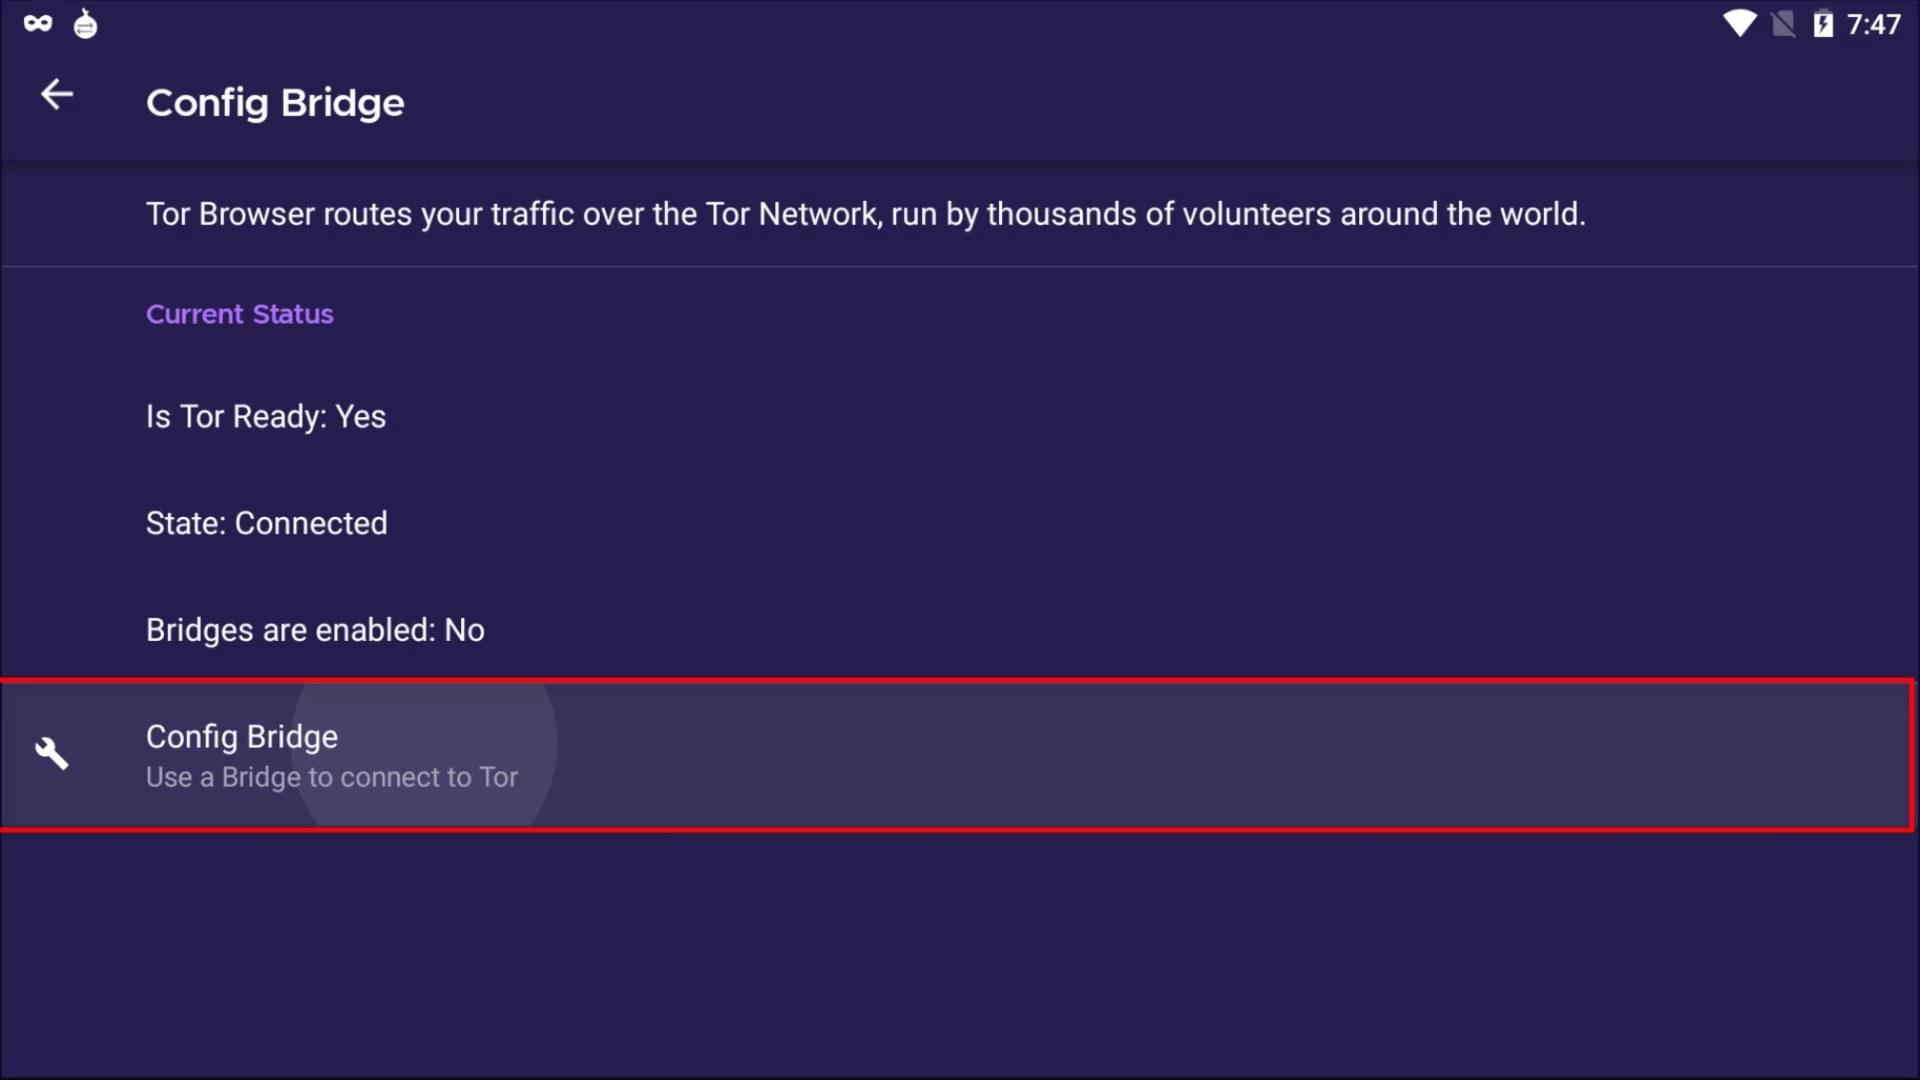 7:47
Config Bridge
Tor Browser routes your traffic over the Tor Network, run by thousands of volunteers around the world.
Current Status
Is Tor Ready: Yes
State: Connected
Bridges are enabled: No
Config Bridge
Use a Bridge to connect to Tor